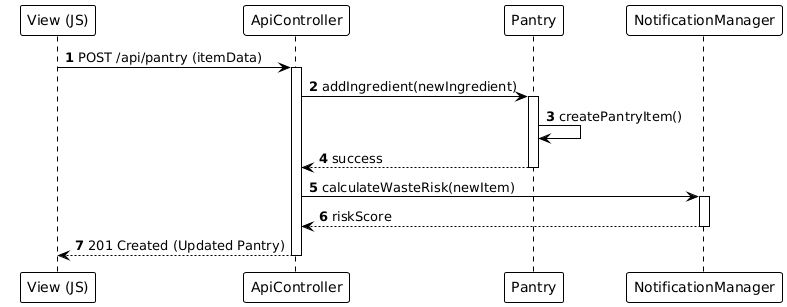 View (JS)
ApiController
Pantry
NotificationManager
1 POST /api/pantry (itemData)
2 addIngredient(newIngredient)
3 createPantryItem()
4 success
5 calculateWasteRisk(newItem)
6 riskScore
7 201 Created (Updated Pantry)
View (JS)
ApiController
Pantry
NotificationManager